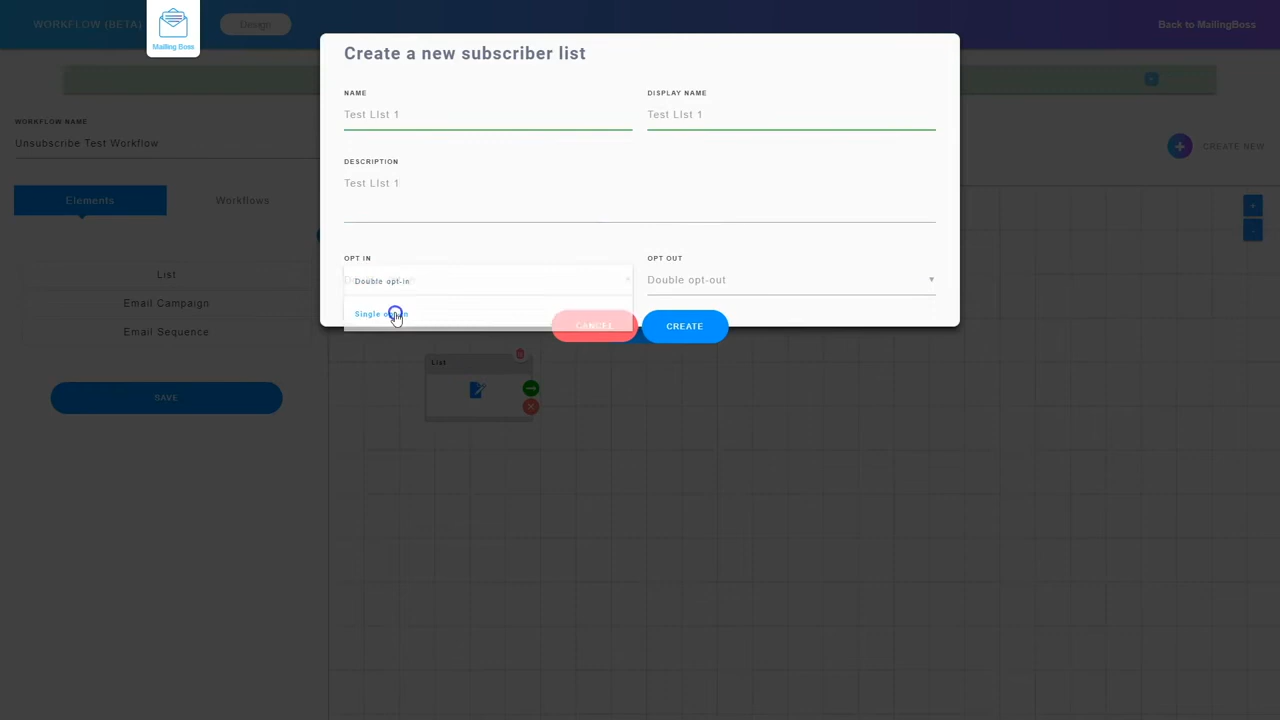 WORKFLOW (BETA)
Mailing Boss
Design
Back to MailingBoss
Create a new subscriber list
NAME
DISPLAY NAME
Test LIst 1
Test LIst 1
WORKFLOW NAME
Unsubscribe Test Workflow
+
CREATE NEW
DESCRIPTION
Test LIst 1
Elements
Workflows
+
-
OPT IN
OPT OUT
Double opt-in
Double opt-out
Single opt-in
CANCEL
CREATE
List
Email Campaign
Email Sequence
SAVE
List